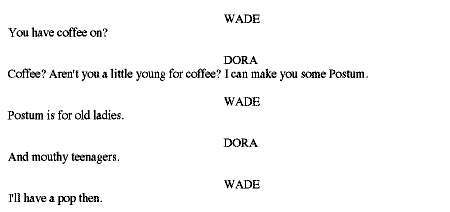 WADE
You have coffee on?
DORA
Coffee? Aren't you a little young for coffee? I can make you some Postum.
WADE
Postum is for old ladies.
DORA
And mouthy teenagers.
WADE
I'll have a pop then.